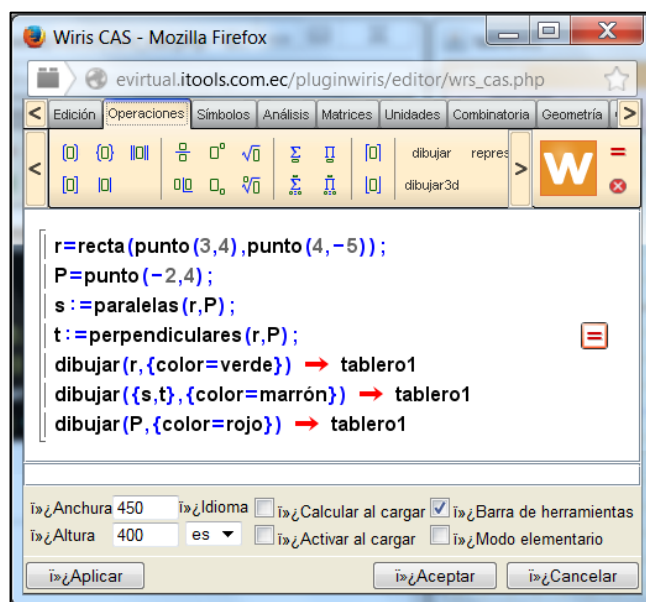 Wiris CAS - Mozilla Firefox
evirtual.itools.com.ec/pluginwiris/editor/wrs_cas.php
Edición Operaciones Símbolos Análisis Matrices Unidades Combinatoria Geometría
dibujar repres
dibujar3d
W
r=recta(punto(3,4),punto(4,-5));
P=punto(-2,4);
s:=paralelas(r,P);
t:=perpendiculares(r,P);
dibujar(r,{color=verde}) → tablero1
dibujar({s,t},{color=marrón}) → tablero1
dibujar(P,{color=rojo}) → tablero1
ï»¿Anchura 450 ï»¿Idioma ï»¿Calcular al cargar ï»¿Barra de herramientas
ï»¿Altura 400 es ï»¿Activar al cargar ï»¿Modo elementario
ï»¿Aplicar ï»¿Aceptar ï»¿Cancelar